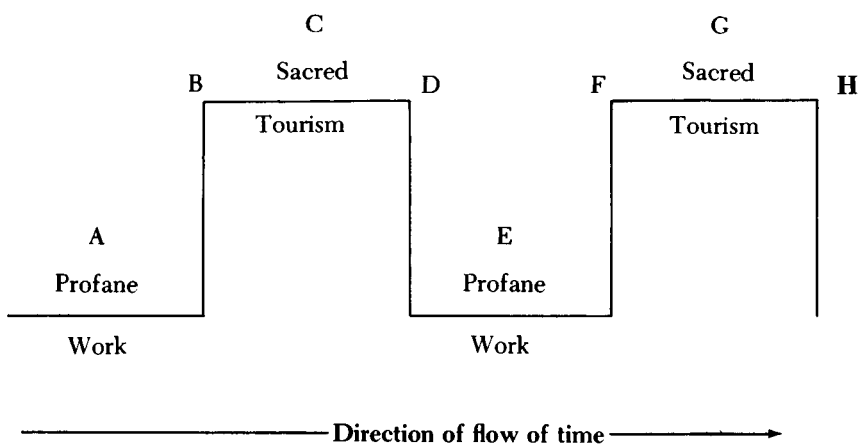 C G
Sacred Sacred
B D F H
Tourism Tourism
A E
Profane Profane
Work Work
Direction of flow of time